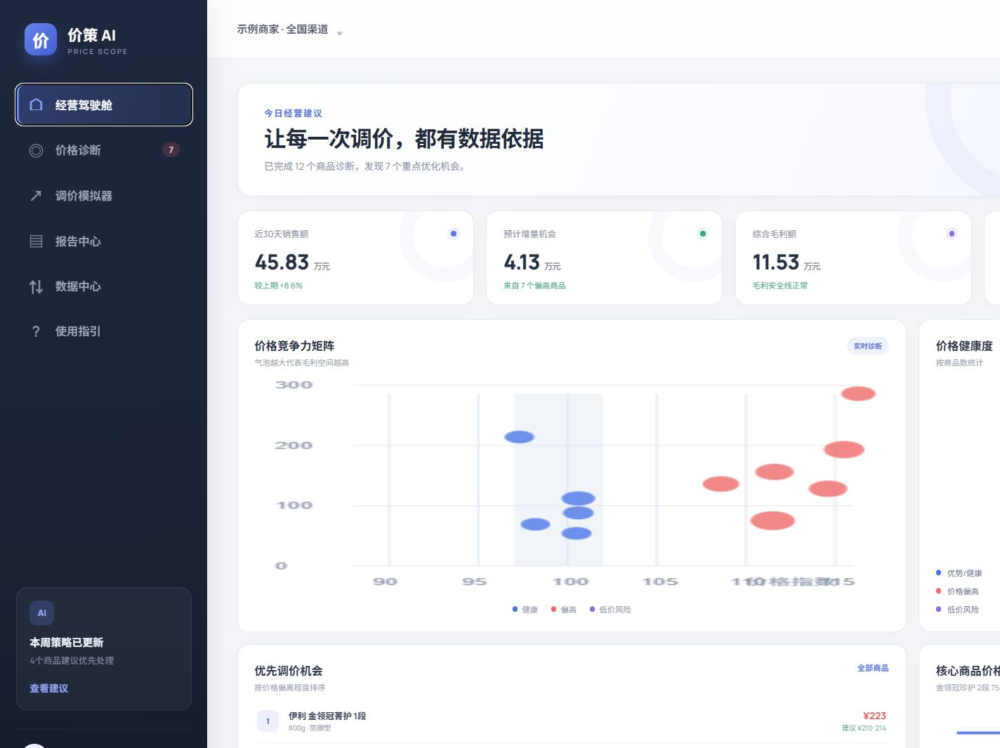 价
价策 AI
PRICE SCOPE
经营驾驶舱
价格诊断
7
调价模拟器
报告中心
数据中心
?
使用指引
AI
本周策略已更新
4个商品建议优先处理
查看建议
示例商家 · 全国渠道
今日经营建议
让每一次调价，都有数据依据
已完成 12 个商品诊断，发现 7 个重点优化机会。
近30天销售额
45.83 万元
较上期 +8.6%
预计增量机会
4.13 万元
来自 7 个偏高商品
综合毛利额
11.53 万元
毛利安全线正常
价格竞争力矩阵
气泡越大代表毛利空间越高
实时诊断
300
200
100
0
90
95
100
105
110
价格指数
115
健康
偏高
低价风险
价格健康度
按商品数统计
优势/健康
价格偏高
低价风险
优先调价机会
按价格偏离程度排序
全部商品
1
伊利 金领冠菁护 1段
800g · 防御型
¥223
建议 ¥210-214
核心商品价格
金领冠珍护 2段 75